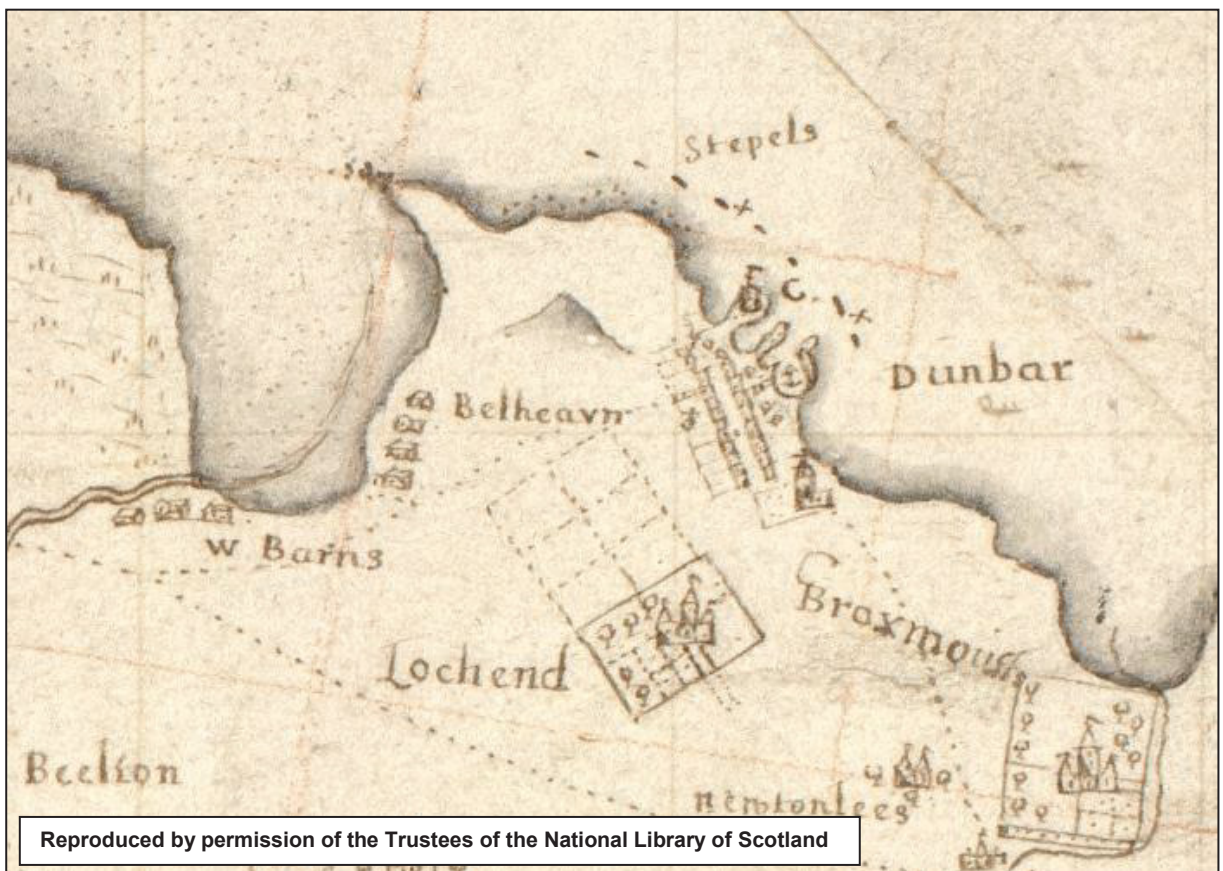 Stepels
Dunbar
Belheavn
W Barns
Broxmouth
Lochend
Beelton
Newtonlees
Reproduced by permission of the Trustees of the National Library of Scotland